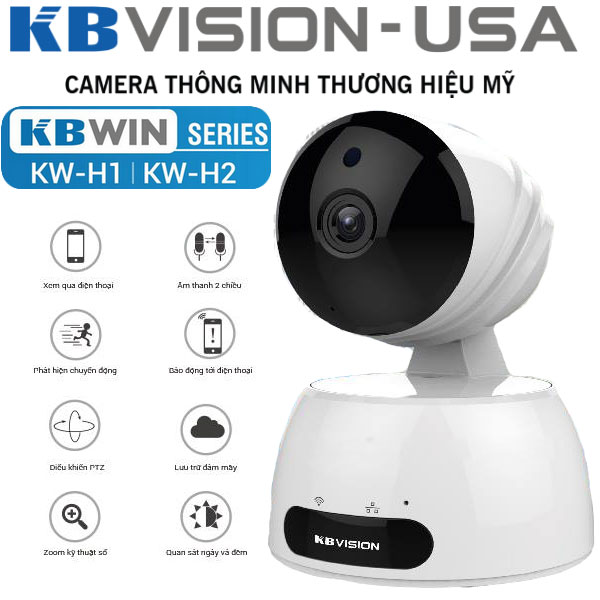 KBVISION-USA
CAMERA THÔNG MINH THƯƠNG HIỆU MỸ
KBWIN SERIES
KW-H1 | KW-H2
Xem qua điện thoại
Âm thanh 2 chiều
Phát hiện chuyển động
Báo động tới điện thoại
Điều khiển PTZ
Lưu trữ đám mây
Zoom kỹ thuật số
Quan sát ngày và đêm
KBVISION